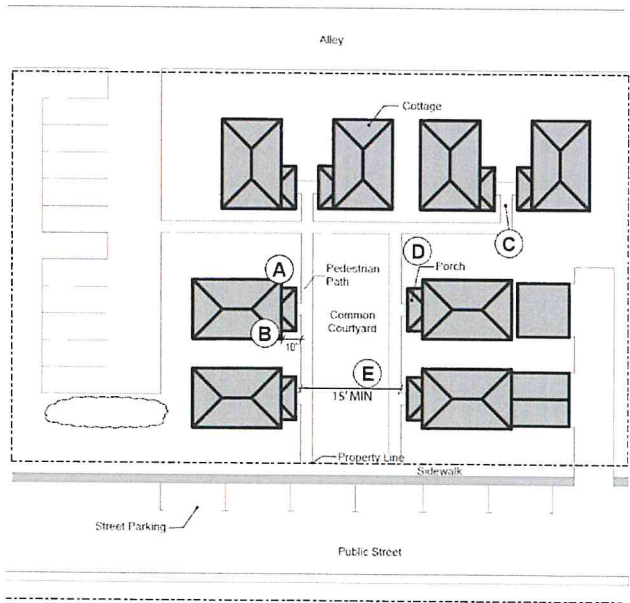 Alley
Cottage
C
A
D
Pedestrian
Path
Porch
B
Common
Courtyard
10'
E
15' MIN
Property Line
Sidewalk
Street Parking
Public Street